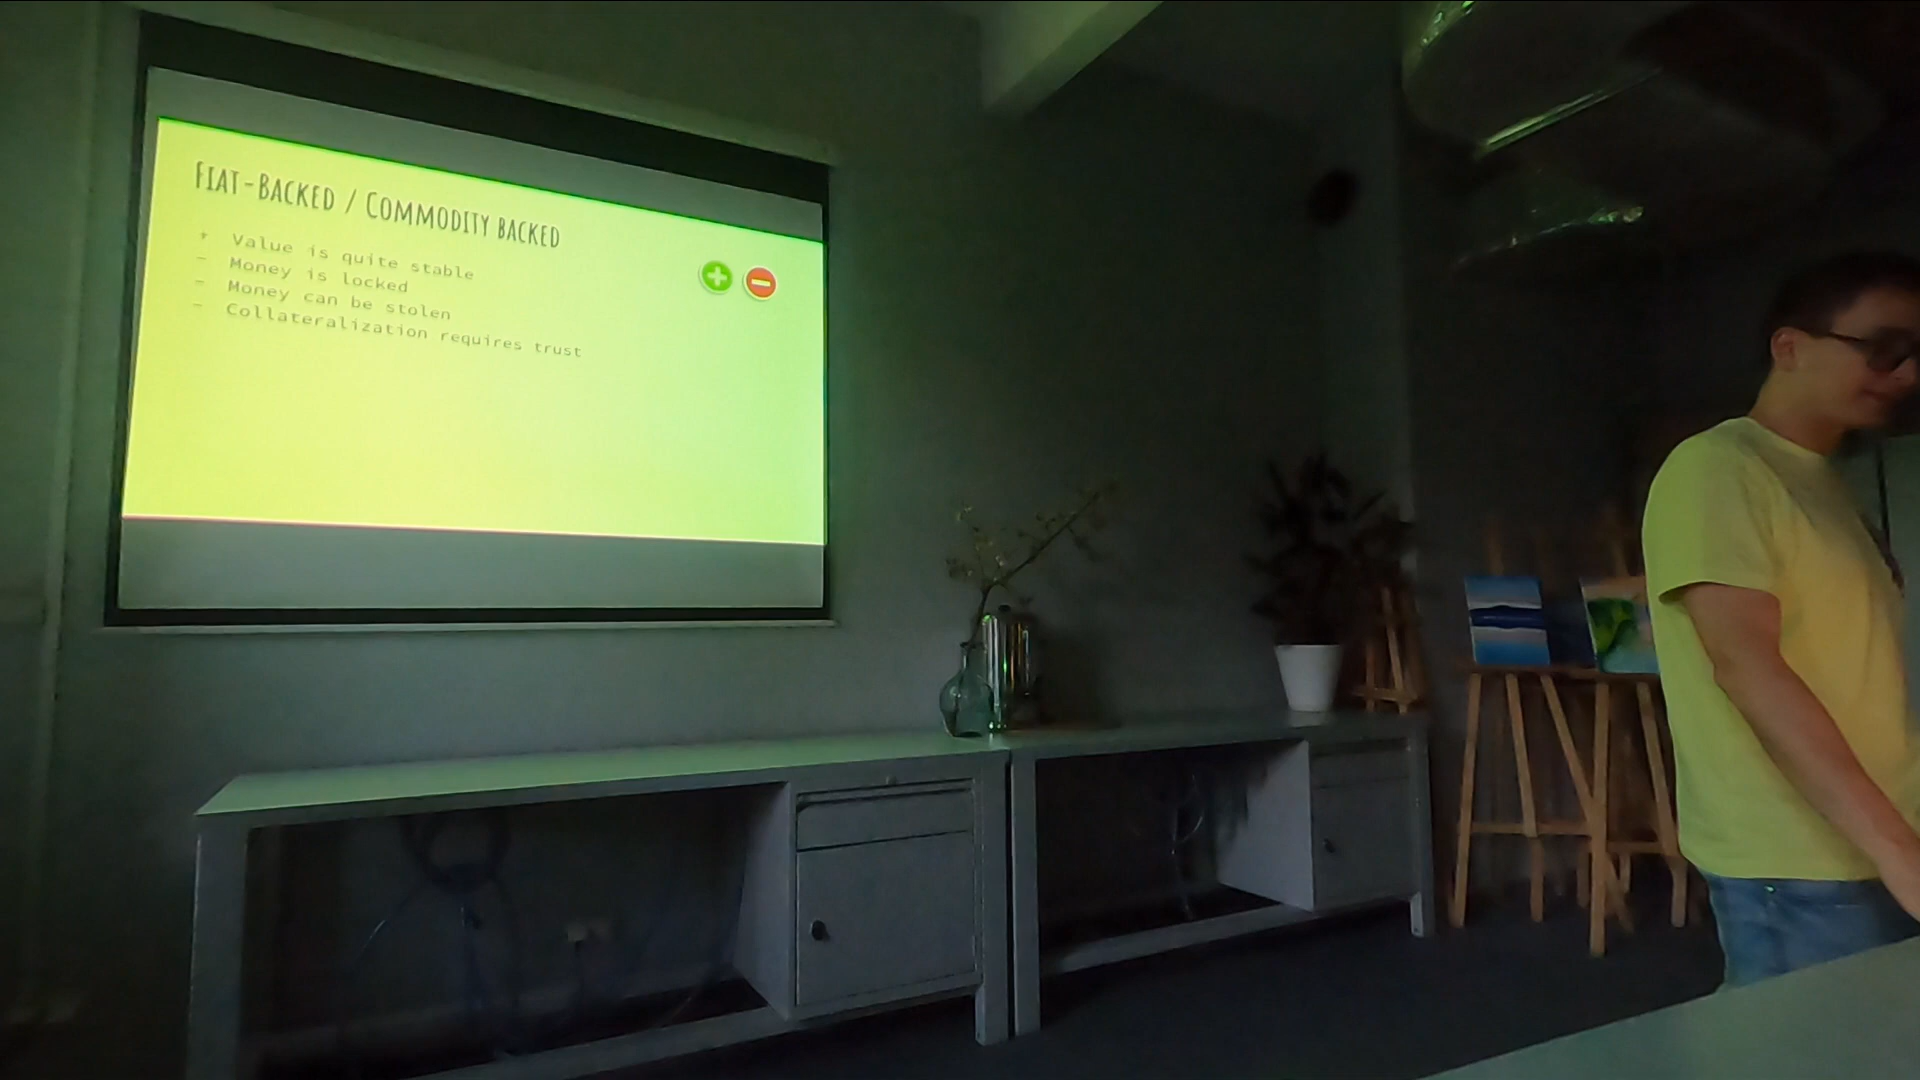 Fiat-Backed / Commodity backed
+ Value is quite stable
- Money is locked
- Money can be stolen
- Collateralization requires trust